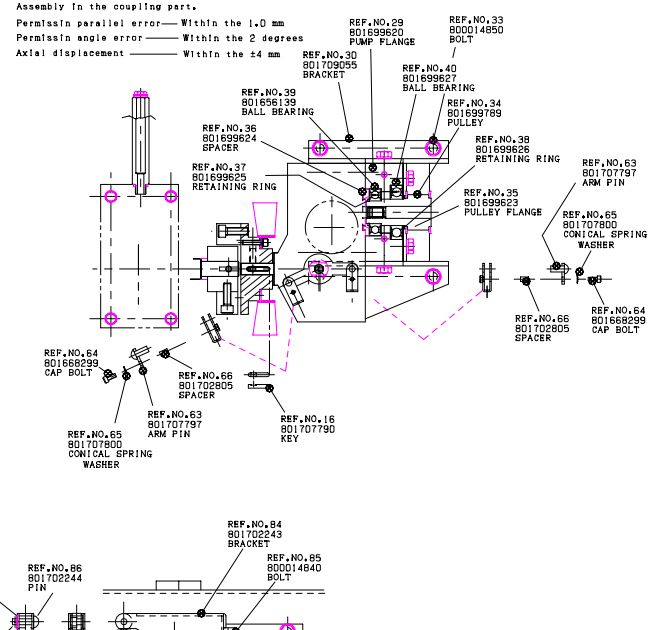 Assembly in the coupling part.
Permissin parallel error — Within the 1.0 mm
Permissin angle error — Within the 2 degrees
Axial displacement — Within the ±4 mm
REF.NO.29
801699620
PUMP FLANGE
REF.NO.33
800014850
BOLT
REF.NO.30
801709055
BRACKET
REF.NO.40
801699627
BALL BEARING
REF.NO.39
801656139
BALL BEARING
REF.NO.34
801699789
PULLEY
REF.NO.36
801699624
SPACER
REF.NO.38
801699626
RETAINING RING
REF.NO.37
801699625
RETAINING RING
REF.NO.63
801707797
ARM PIN
REF.NO.35
801699623
PULLEY FLANGE
REF.NO.65
801707800
CONICAL SPRING
WASHER
REF.NO.66
801702805
SPACER
REF.NO.64
801668299
CAP BOLT
REF.NO.64
801668299
CAP BOLT
REF.NO.66
801702805
SPACER
REF.NO.63
801707797
ARM PIN
REF.NO.16
801707790
KEY
REF.NO.65
801707800
CONICAL SPRING
WASHER
REF.NO.84
801702243
BRACKET
REF.NO.85
800014840
BOLT
REF.NO.86
801702244
PIN